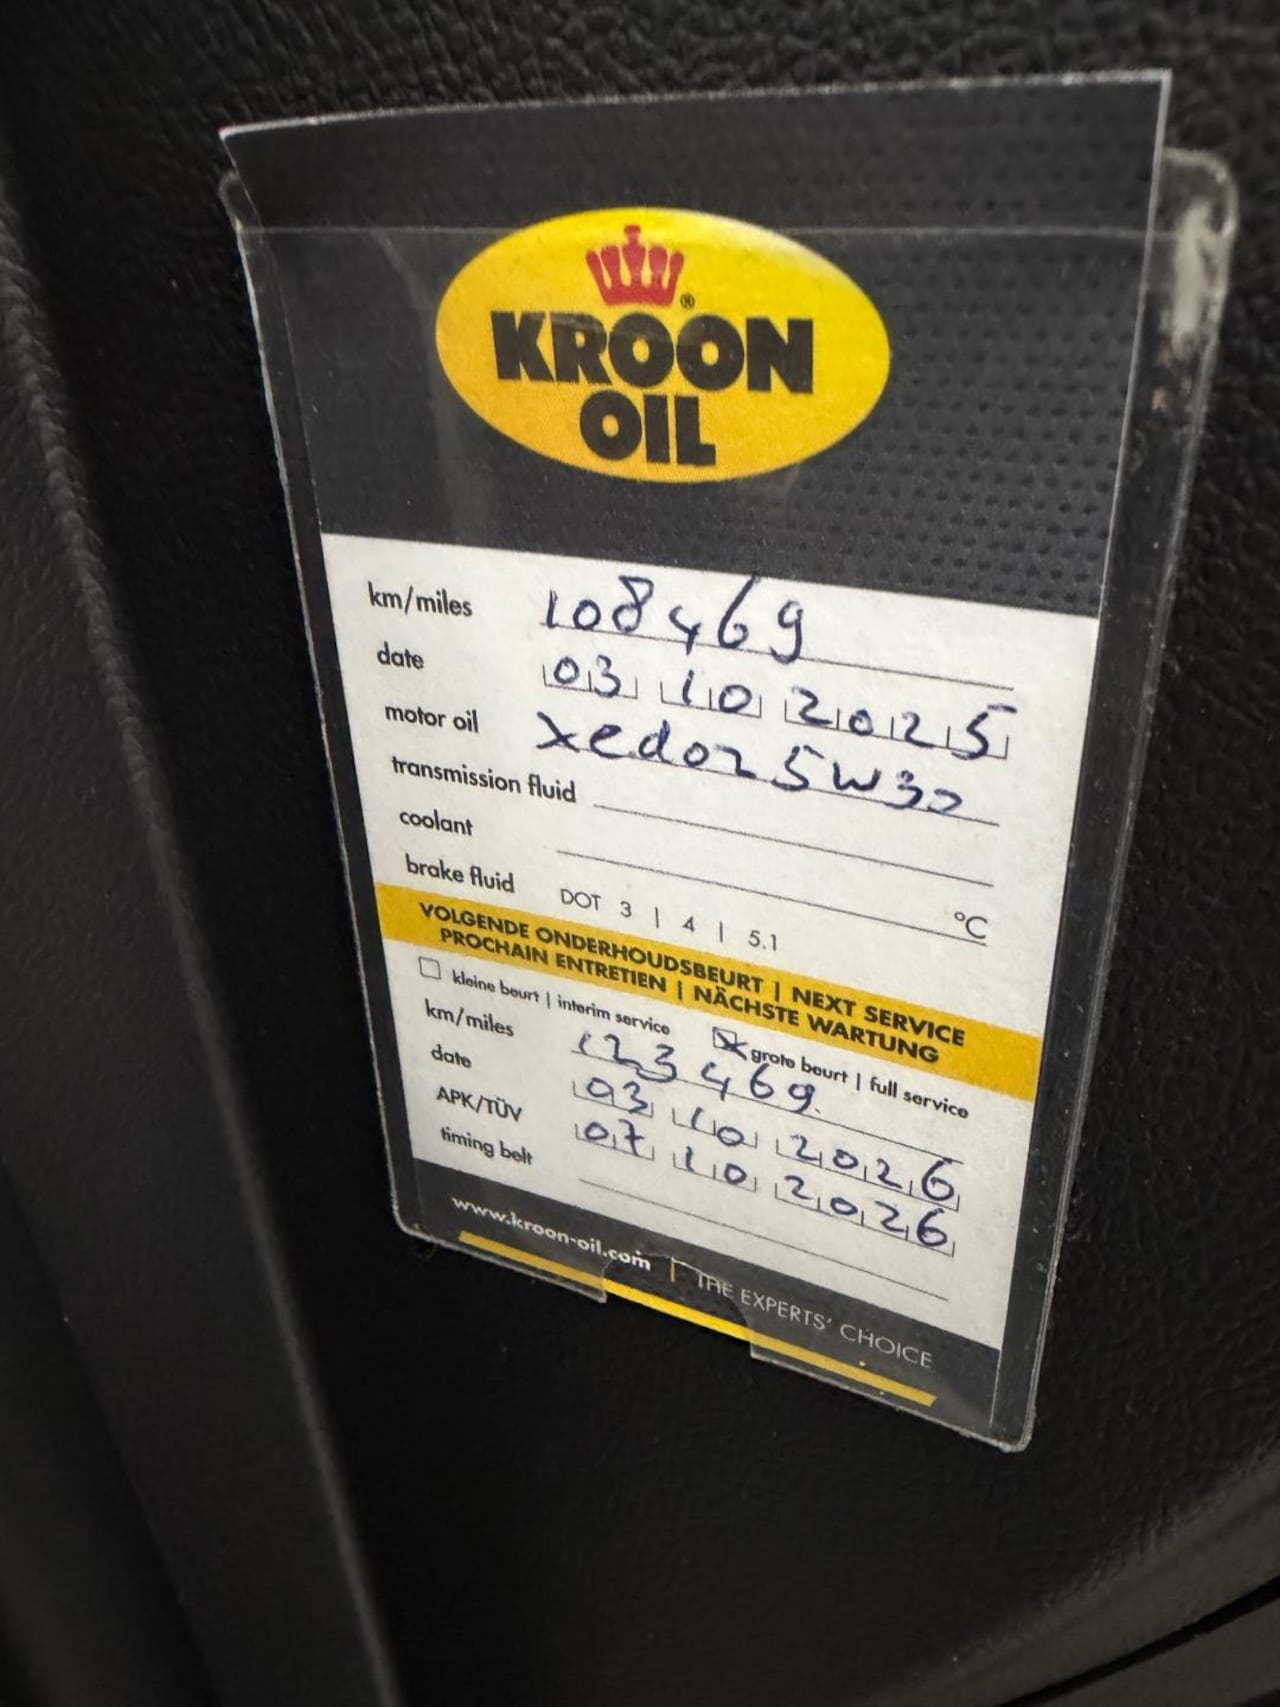 KROON
OIL
®
km/miles 108469
date 03 10 2025
motor oil xedoz 5w30
transmission fluid
coolant °C
brake fluid DOT 3 | 4 | 5.1
VOLGENDE ONDERHOUDSBEURT | NEXT SERVICE
PROCHAIN ENTRETIEN | NÄCHSTE WARTUNG
kleine beurt | interim service grote beurt | full service
km/miles 123469
date 03 10 2026
APK/TÜV 07 10 2026
timing belt
www.kroon-oil.com | THE EXPERTS' CHOICE